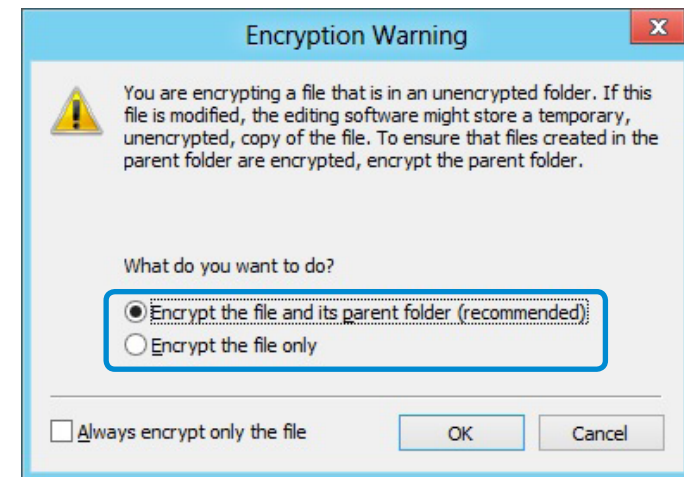 Encryption Warning
You are encrypting a file that is in an unencrypted folder. If this
file is modified, the editing software might store a temporary,
unencrypted, copy of the file. To ensure that files created in the
parent folder are encrypted, encrypt the parent folder.
What do you want to do?
Encrypt the file and its parent folder (recommended)
Encrypt the file only
Always encrypt only the file
OK
Cancel